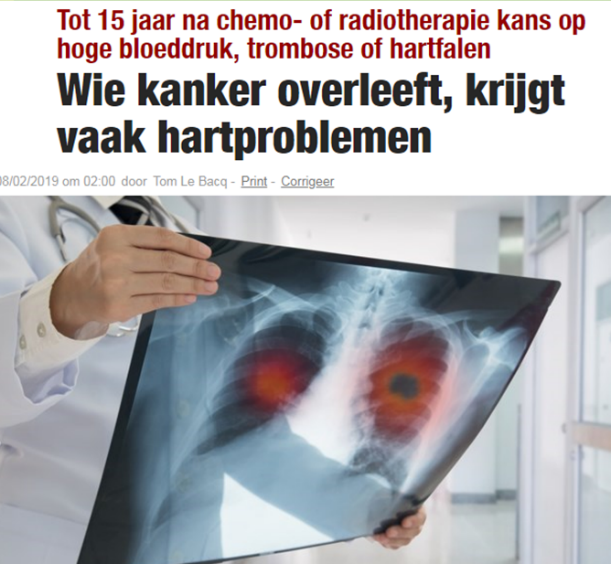 Tot 15 jaar na chemo- of radiotherapie kans op
hoge bloeddruk, trombose of hartfalen
Wie kanker overleeft, krijgt
vaak hartproblemen
08/02/2019 om 02:00 door Tom Le Bacq - Print - Corrigeer